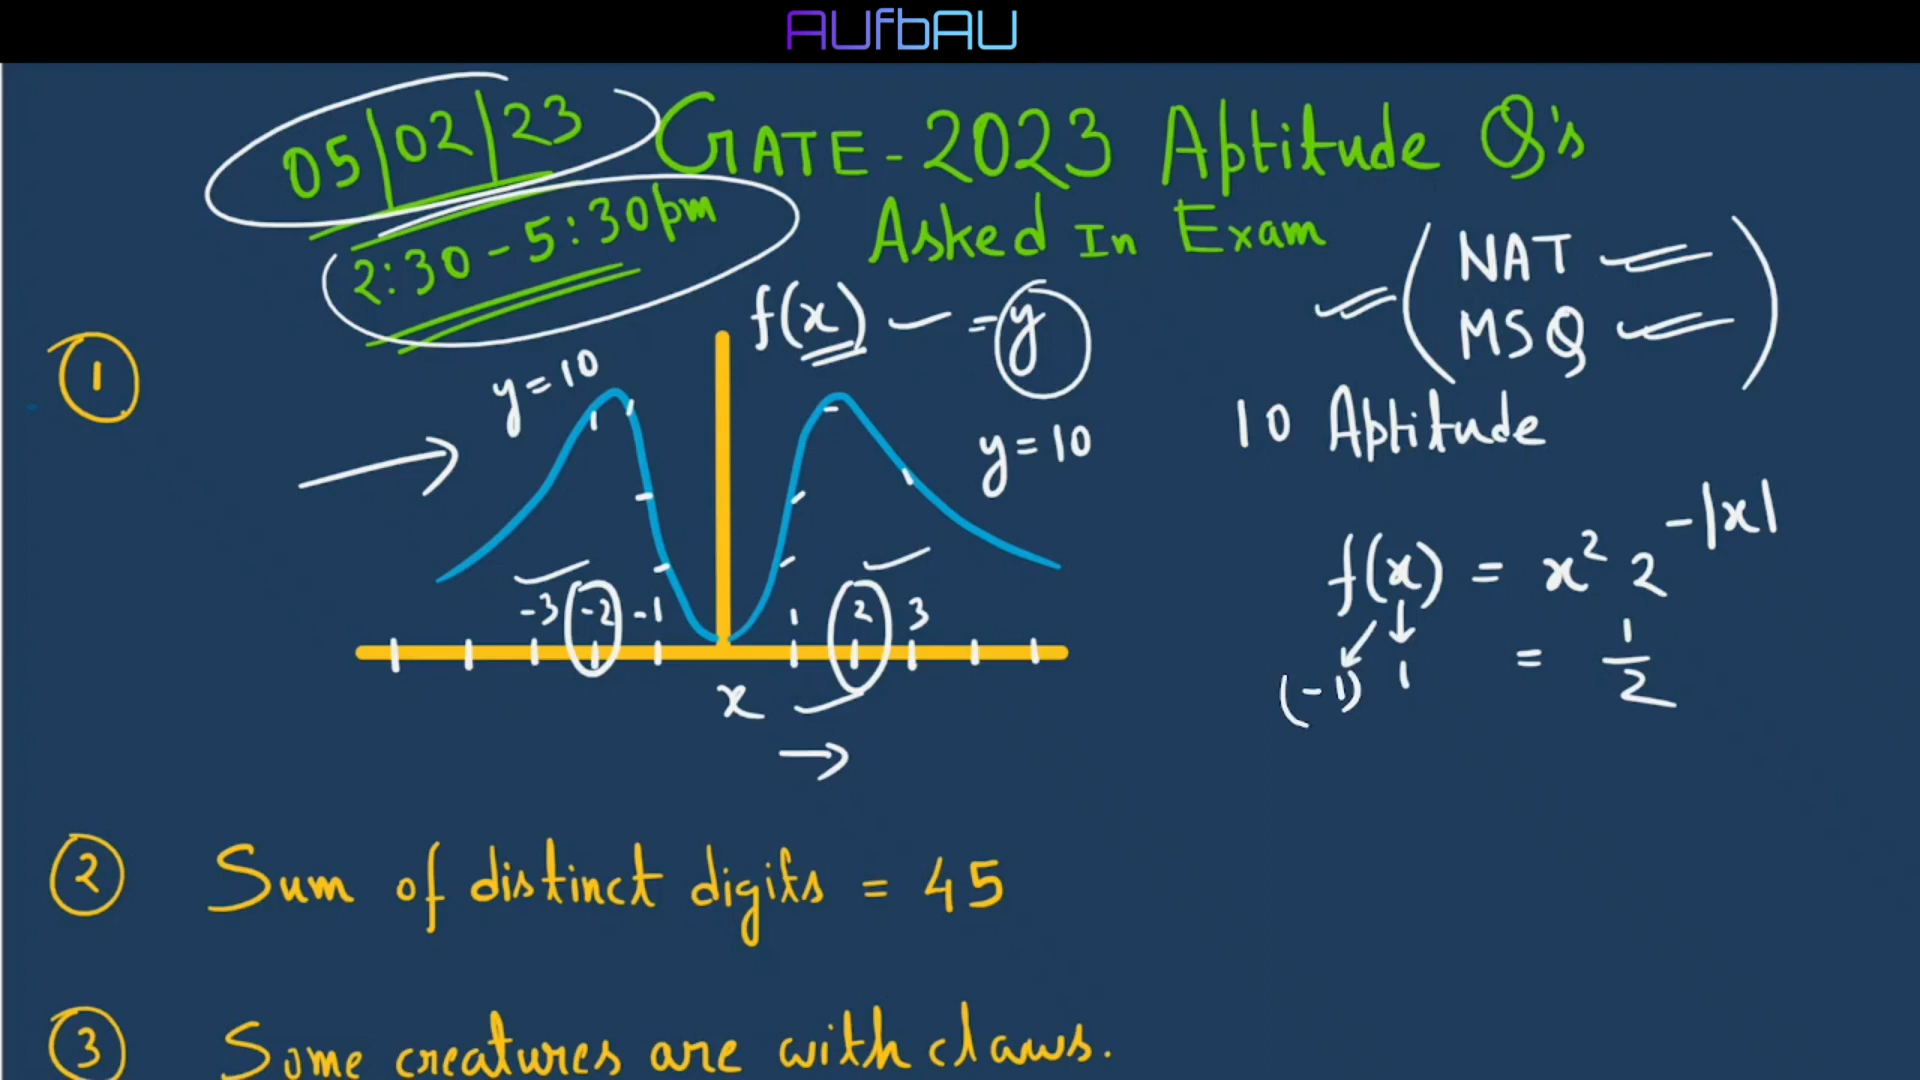 AUFBAU
05/02/23 GATE-2023 Aptitude Q's
2:30-5:30pm Asked In Exam
NAT
MSQ
f(x) = y
1
y=10
y=10
10 Aptitude
f(x) = x² 2^-|x|
-3 -2 -1 1 2 3
(-1) 1 = 1/2
x
2 Sum of distinct digits = 45
3 Some creatures are with claws.